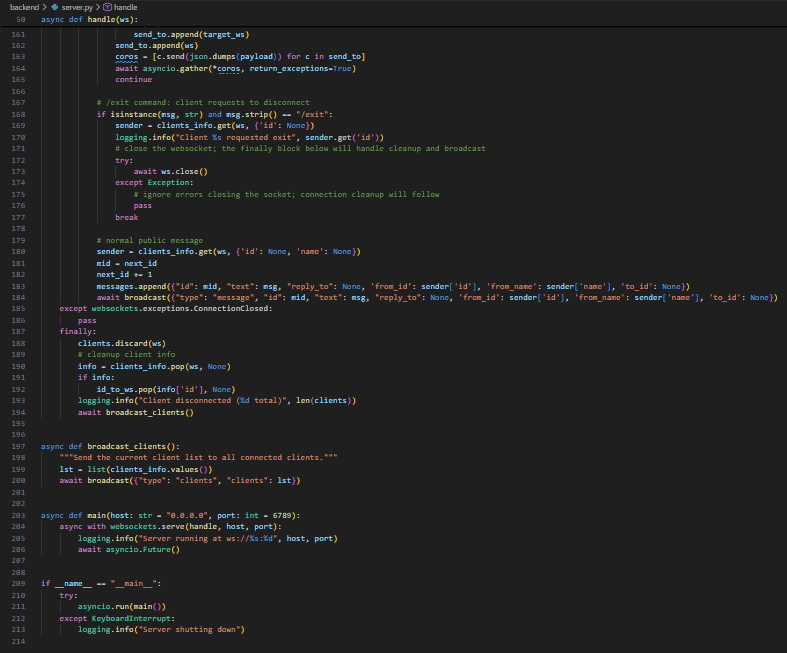 backend > server.py > handle
50 async def handle(ws):
161 send_to.append(target_ws)
162 send_to.append(ws)
163 coros = [c.send(json.dumps(payload)) for c in send_to]
164 await asyncio.gather(*coros, return_exceptions=True)
165 continue
166
167 # /exit command: client requests to disconnect
168 if isinstance(msg, str) and msg.strip() == "/exit":
169 sender = clients_info.get(ws, {'id': None})
170 logging.info("Client %s requested exit", sender.get('id'))
171 # close the websocket; the finally block below will handle cleanup and broadcast
172 try:
173 await ws.close()
174 except Exception:
175 # ignore errors closing the socket; connection cleanup will follow
176 pass
177 break
178
179 # normal public message
180 sender = clients_info.get(ws, {'id': None, 'name': None})
181 mid = next_id
182 next_id += 1
183 messages.append({"id": mid, "text": msg, "reply_to": None, 'from_id': sender['id'], 'from_name': sender['name'], 'to_id': None})
184 await broadcast({"type": "message", "id": mid, "text": msg, "reply_to": None, 'from_id': sender['id'], 'from_name': sender['name'], 'to_id': None})
185 except websockets.exceptions.ConnectionClosed:
186 pass
187 finally:
188 clients.discard(ws)
189 # cleanup client info
190 info = clients_info.pop(ws, None)
191 if info:
192 id_to_ws.pop(info['id'], None)
193 logging.info("Client disconnected (%d total)", len(clients))
194 await broadcast_clients()
195
196
197 async def broadcast_clients():
198 """Send the current client list to all connected clients."""
199 lst = list(clients_info.values())
200 await broadcast({"type": "clients", "clients": lst})
201
202
203 async def main(host: str = "0.0.0.0", port: int = 6789):
204 async with websockets.serve(handle, host, port):
205 logging.info("Server running at ws://%s:%d", host, port)
206 await asyncio.Future()
207
208
209 if __name__ == "__main__":
210 try:
211 asyncio.run(main())
212 except KeyboardInterrupt:
213 logging.info("Server shutting down")
214